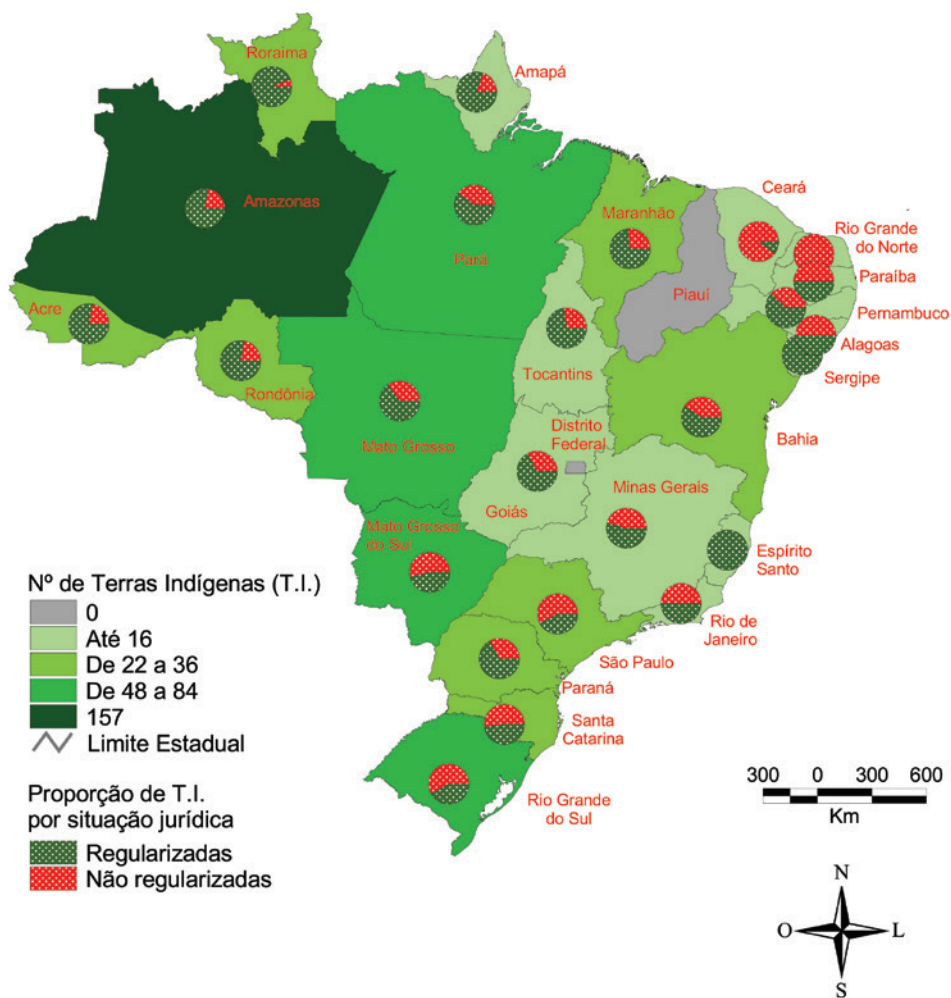 Roraima
Amapá
Amazonas
Pará
Maranhão
Ceará
Rio Grande
do Norte
Paraíba
Piauí
Pernambuco
Alagoas
Sergipe
Acre
Rondônia
Tocantins
Mato Grosso
Distrito
Federal
Bahia
Goiás
Minas Gerais
Mato Grosso
do Sul
Espírito
Santo
Rio de
Janeiro
São Paulo
Paraná
Santa
Catarina
Rio Grande
do Sul
Nº de Terras Indígenas (T.I.)
0
Até 16
De 22 a 36
De 48 a 84
157
Limite Estadual
Proporção de T.I.
por situação jurídica
Regularizadas
Não regularizadas
300 0 300 600
Km
N
O L
S